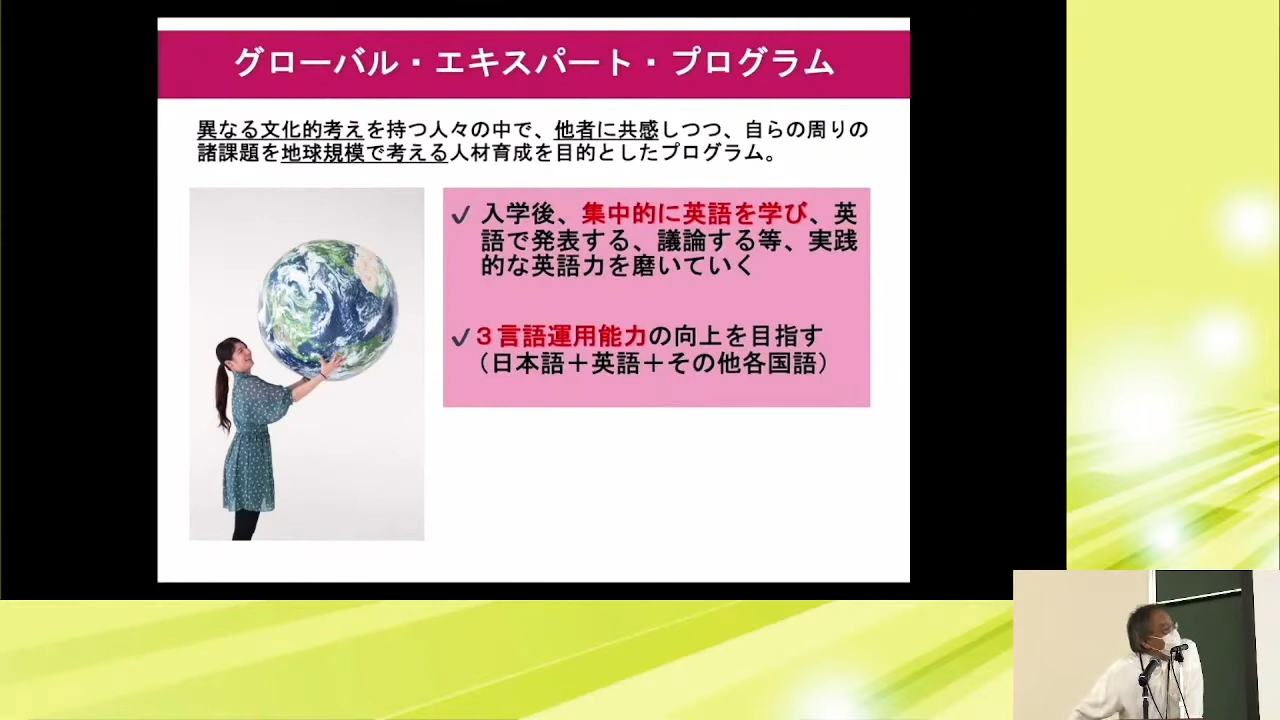 グローバル・エキスパート・プログラム
異なる文化的考えを持つ人々の中で、他者に共感しつつ、自らの周りの
諸課題を地球規模で考える人材育成を目的としたプログラム。
✓ 入学後、集中的に英語を学び、英
語で発表する、議論する等、実践
的な英語力を磨いていく
✓ ３言語運用能力の向上を目指す
（日本語＋英語＋その他各国語）